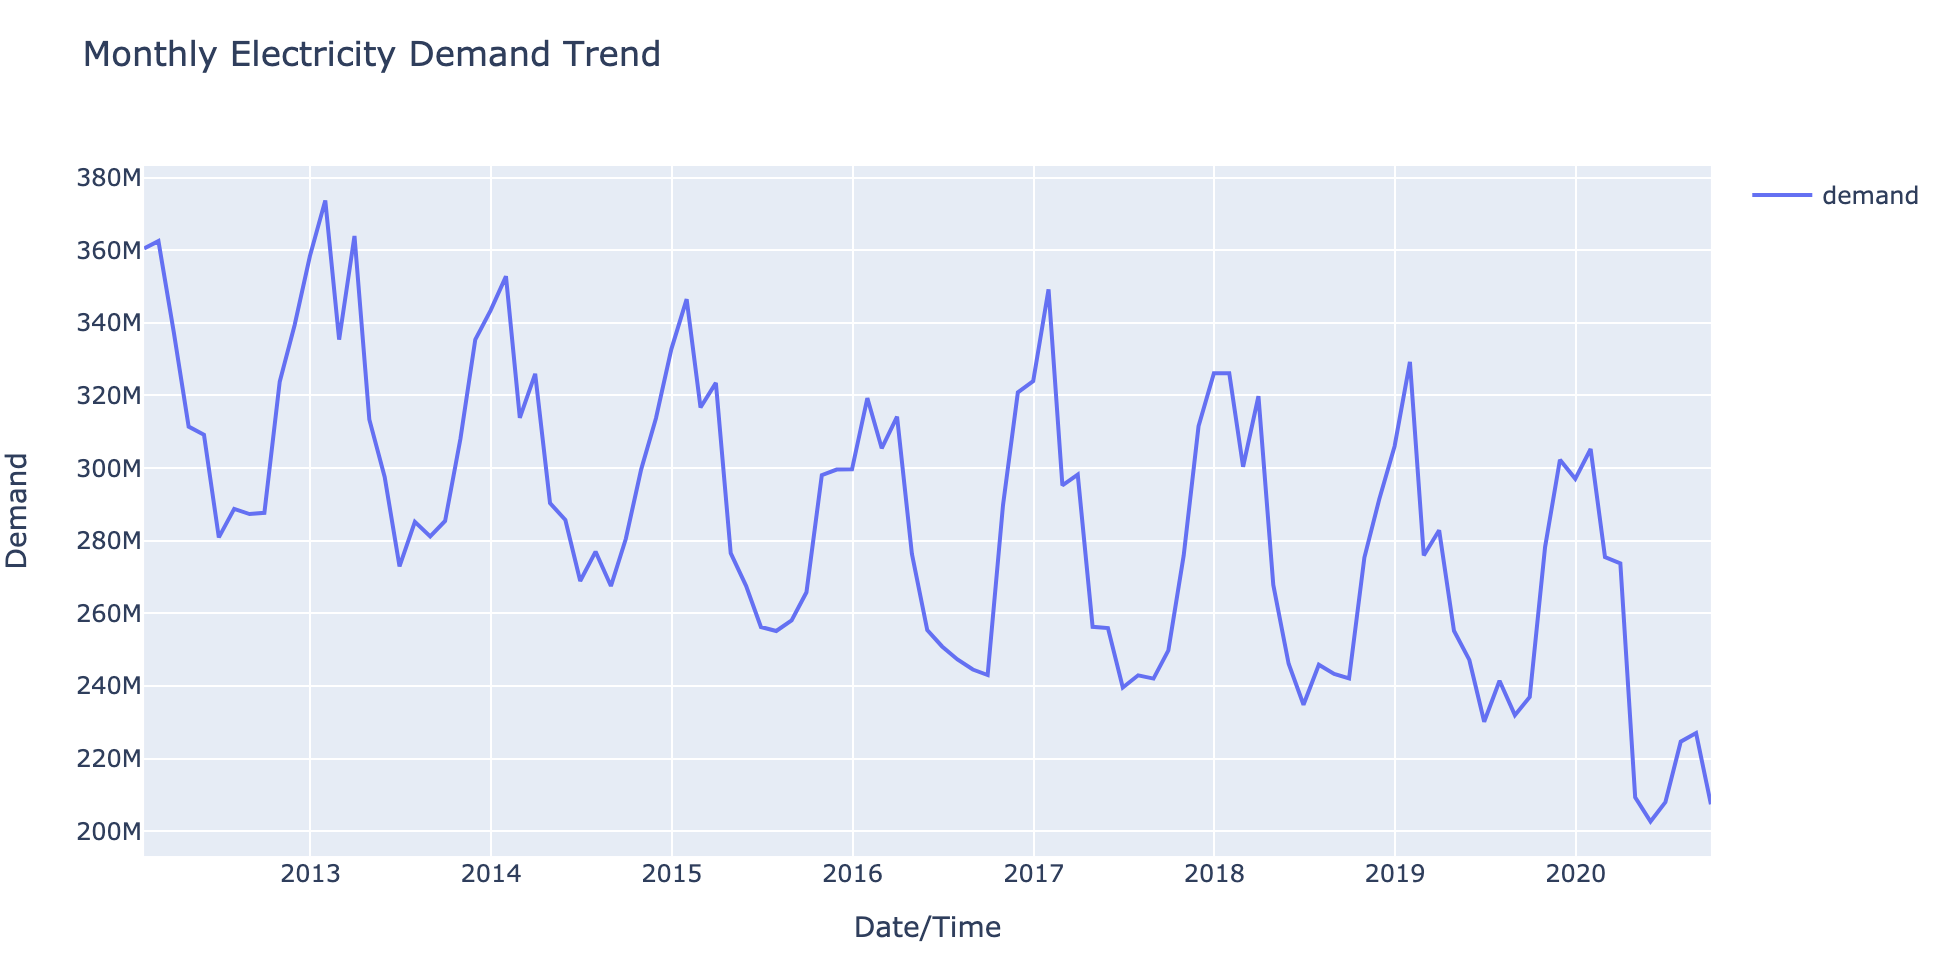 Monthly Electricity Demand Trend
380M
360M
340M
320M
300M
280M
260M
240M
220M
200M
Demand
2013 2014 2015 2016 2017 2018 2019 2020
Date/Time
demand